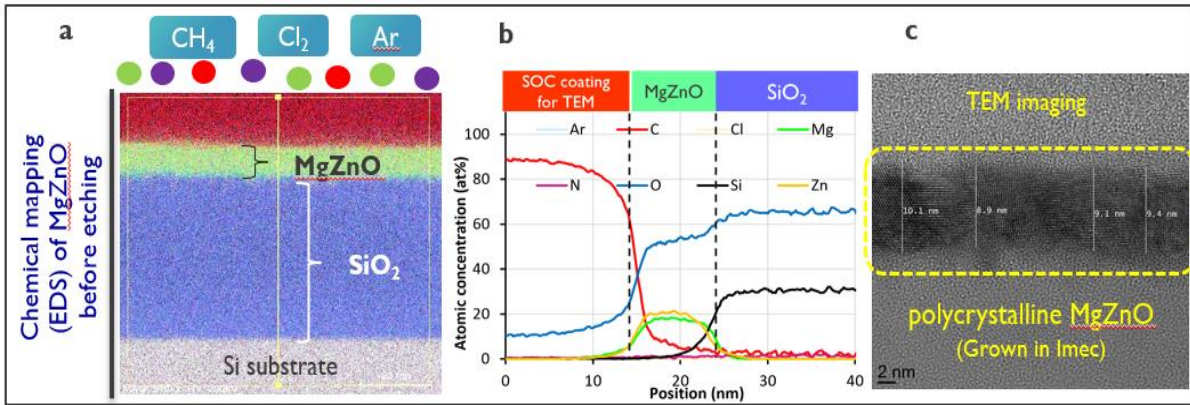 a
CH₄
Cl₂
Ar
Chemical mapping
(EDS) of MgZnO
before etching
MgZnO
SiO₂
Si substrate
b
SOC coating
for TEM
MgZnO
SiO₂
Ar
C
Cl
Mg
N
O
Si
Zn
Atomic concentration (at%)
100
80
60
40
20
0
0
10
20
30
40
Position (nm)
c
TEM imaging
10.1 nm
8.9 nm
9.1 nm
9.4 nm
polycrystalline MgZnO
(Grown in Imec)
2 nm